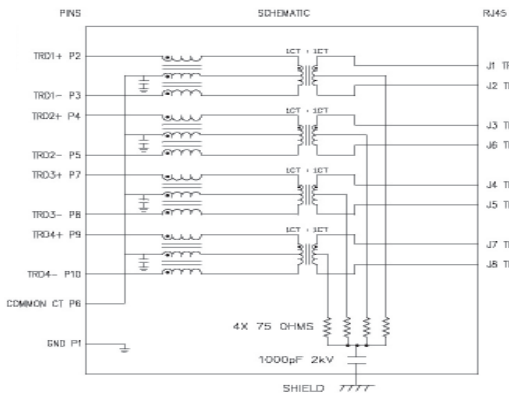 PINS SCHEMATIC RJ45
TRD1+ P2
1CT : 1CT
J1
TRD1- P3
J2
TRD2+ P4
1CT : 1CT
J3
TRD2- P5
J6
TRD3+ P7
1CT : 1CT
J4
TRD3- P8
J5
TRD4+ P9
1CT : 1CT
J7
TRD4- P10
J8
COMMON CT P6
4X 75 OHMS
GND P1
1000pF 2kV
SHIELD